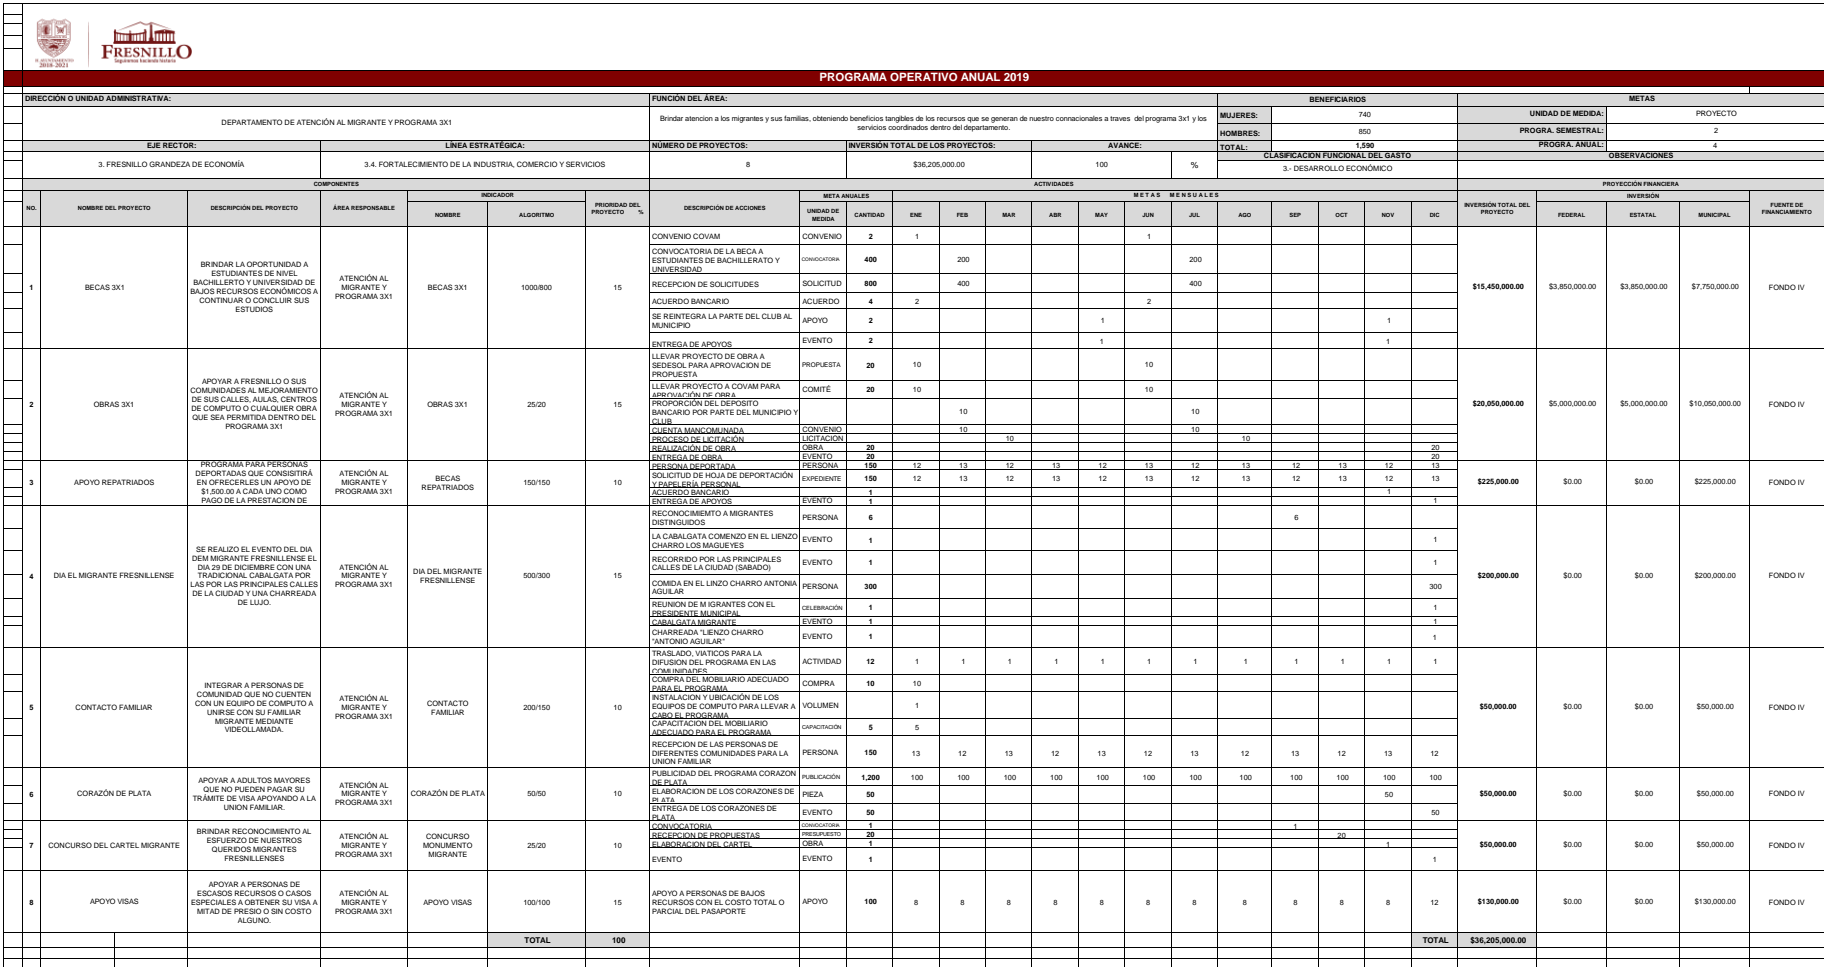 H. AYUNTAMIENTO
2018-2021
FRESNILLO
Seguiremos haciendo historia
PROGRAMA OPERATIVO ANUAL 2019
DIRECCIÓN O UNIDAD ADMINISTRATIVA:
FUNCIÓN DEL ÁREA:
BENEFICIARIOS
METAS
DEPARTAMENTO DE ATENCIÓN AL MIGRANTE Y PROGRAMA 3X1
Brindar atencion a los migrantes y sus familias, obteniendo beneficios tangibles de los recursos que se generan de nuestro connacionales a traves del programa 3x1 y los
servicios coordinados dentro del departamento.
MUJERES: 740
UNIDAD DE MEDIDA: PROYECTO
HOMBRES: 850
PROGRA. SEMESTRAL: 2
TOTAL: 1,590
PROGRA. ANUAL: 4
EJE RECTOR: LÍNEA ESTRATÉGICA: NÚMERO DE PROYECTOS: INVERSIÓN TOTAL DE LOS PROYECTOS: AVANCE:
CLASIFICACION FUNCIONAL DEL GASTO OBSERVACIONES
3. FRESNILLO GRANDEZA DE ECONOMÍA 3.4. FORTALECIMIENTO DE LA INDUSTRIA, COMERCIO Y SERVICIOS 8 $36,205,000.00 100 % 3.- DESARROLLO ECONÓMICO
COMPONENTES ACTIVIDADES PROYECCIÓN FINANCIERA
NO. NOMBRE DEL PROYECTO DESCRIPCIÓN DEL PROYECTO ÁREA RESPONSABLE INDICADOR
NOMBRE ALGORITMO
PRIORIDAD DEL
PROYECTO %
DESCRIPCIÓN DE ACCIONES
META ANUALES
UNIDAD DE
MEDIDA
CANTIDAD
METAS MENSUALES
ENE FEB MAR ABR MAY JUN JUL AGO SEP OCT NOV DIC
INVERSIÓN TOTAL DEL
PROYECTO
INVERSIÓN
FEDERAL ESTATAL MUNICIPAL
FUENTE DE
FINANCIAMIENTO
1 BECAS 3X1
BRINDAR LA OPORTUNIDAD A
ESTUDIANTES DE NIVEL
BACHILLERTO Y UNIVERSIDAD DE
BAJOS RECURSOS ECONÓMICOS A
CONTINUAR O CONCLUIR SUS
ESTUDIOS
ATENCIÓN AL
MIGRANTE Y
PROGRAMA 3X1
BECAS 3X1 1000/800 15
CONVENIO COVAM CONVENIO 2 1 1
CONVOCATORIA DE LA BECA A
ESTUDIANTES DE BACHILLERATO Y
UNIVERSIDAD
CONVOCATORIA 400 200 200
RECEPCION DE SOLICITUDES SOLICITUD 800 400 400
ACUERDO BANCARIO ACUERDO 4 2 2
SE REINTEGRA LA PARTE DEL CLUB AL
MUNICIPIO
APOYO 2 1 1
ENTREGA DE APOYOS EVENTO 2 1 1
$15,450,000.00 $3,850,000.00 $3,850,000.00 $7,750,000.00 FONDO IV
2 OBRAS 3X1
APOYAR A FRESNILLO O SUS
COMUNIDADES AL MEJORAMIENTO
DE SUS CALLES, AULAS, CENTROS
DE COMPUTO O CUALQUIER OBRA
QUE SEA PERMITIDA DENTRO DEL
PROGRAMA 3X1
ATENCIÓN AL
MIGRANTE Y
PROGRAMA 3X1
OBRAS 3X1 25/20 15
LLEVAR PROYECTO DE OBRA A
SEDESOL PARA APROVACION DE
PROPUESTA
PROPUESTA 20 10 10
LLEVAR PROYECTO A COVAM PARA
APROVACIÓN DE OBRA
COMITÉ 20 10 10
PROPORCIÓN DEL DEPOSITO
BANCARIO POR PARTE DEL MUNICIPIO Y
CLUB
10 10
CUENTA MANCOMUNADA CONVENIO 10 10
PROCESO DE LICITACIÓN LICITACION 10 10
REALIZACIÓN DE OBRA OBRA 20 20
ENTREGA DE OBRA EVENTO 20 20
$20,050,000.00 $5,000,000.00 $5,000,000.00 $10,050,000.00 FONDO IV
3 APOYO REPATRIADOS
PROGRAMA PARA PERSONAS
DEPORTADAS QUE CONSISITIRÁ
EN OFRECERLES UN APOYO DE
$1,500.00 A CADA UNO COMO
PAGO DE LA PRESTACION DE
ATENCIÓN AL
MIGRANTE Y
PROGRAMA 3X1
BECAS
REPATRIADOS
150/150 10
PERSONA DEPORTADA PERSONA 150 12 13 12 13 12 13 12 13 12 13 12 13
SOLICITUD DE HOJA DE DEPORTACIÓN
Y PAPELERÍA PERSONAL
EXPEDIENTE 150 12 13 12 13 12 13 12 13 12 13 12 13
ACUERDO BANCARIO 1 1
ENTREGA DE APOYOS EVENTO 1 1
$225,000.00 $0.00 $0.00 $225,000.00 FONDO IV
4 DIA EL MIGRANTE FRESNILLENSE
SE REALIZO EL EVENTO DEL DIA
DEM MIGRANTE FRESNILLENSE EL
DIA 29 DE DICIEMBRE CON UNA
TRADICIONAL CABALGATA POR
LAS POR LAS PRINCIPALES CALLES
DE LA CIUDAD Y UNA CHARREADA
DE LUJO.
ATENCIÓN AL
MIGRANTE Y
PROGRAMA 3X1
DIA DEL MIGRANTE
FRESNILLENSE
500/300 15
RECONOCIMIEMTO A MIGRANTES
DISTINGUIDOS
PERSONA 6 6
LA CABALGATA COMENZO EN EL LIENZO
CHARRO LOS MAGUEYES
EVENTO 1 1
RECORRIDO POR LAS PRINCIPALES
CALLES DE LA CIUDAD (SABADO)
EVENTO 1 1
COMIDA EN EL LINZO CHARRO ANTONIA
AGUILAR
PERSONA 300 300
REUNION DE M IGRANTES CON EL
PRESIDENTE MUNICIPAL
CELEBRACIÓN 1 1
CABALGATA MIGRANTE EVENTO 1 1
CHARREADA "LIENZO CHARRO
"ANTONIO AGUILAR"
EVENTO 1 1
$200,000.00 $0.00 $0.00 $200,000.00 FONDO IV
5 CONTACTO FAMILIAR
INTEGRAR A PERSONAS DE
COMUNIDAD QUE NO CUENTEN
CON UN EQUIPO DE COMPUTO A
UNIRSE CON SU FAMILIAR
MIGRANTE MEDIANTE
VIDEOLLAMADA.
ATENCIÓN AL
MIGRANTE Y
PROGRAMA 3X1
CONTACTO
FAMILIAR
200/150 10
TRASLADO, VIATICOS PARA LA
DIFUSION DEL PROGRAMA EN LAS
COMUNIDADES
ACTIVIDAD 12 1 1 1 1 1 1 1 1 1 1 1 1
COMPRA DEL MOBILIARIO ADECUADO
PARA EL PROGRAMA
COMPRA 10 10
INSTALACION Y UBICACIÓN DE LOS
EQUIPOS DE COMPUTO PARA LLEVAR A
CABO EL PROGRAMA
VOLUMEN 1
CAPACITACION DEL MOBILIARIO
ADECUADO PARA EL PROGRAMA
CAPACITACIÓN 5 5
RECEPCION DE LAS PERSONAS DE
DIFERENTES COMUNIDADES PARA LA
UNION FAMILIAR
PERSONA 150 13 12 13 12 13 12 13 12 13 12 13 12
$50,000.00 $0.00 $0.00 $50,000.00 FONDO IV
6 CORAZÓN DE PLATA
APOYAR A ADULTOS MAYORES
QUE NO PUEDEN PAGAR SU
TRÁMITE DE VISA APOYANDO A LA
UNION FAMILIAR.
ATENCIÓN AL
MIGRANTE Y
PROGRAMA 3X1
CORAZÓN DE PLATA 50/50 10
PUBLICIDAD DEL PROGRAMA CORAZON
DE PLATA
PUBLICACIÓN 1,200 100 100 100 100 100 100 100 100 100 100 100 100
ELABORACION DE LOS CORAZONES DE
PLATA
PIEZA 50 50
ENTREGA DE LOS CORAZONES DE
PLATA
EVENTO 50 50
$50,000.00 $0.00 $0.00 $50,000.00 FONDO IV
7 CONCURSO DEL CARTEL MIGRANTE
BRINDAR RECONOCIMIENTO AL
ESFUERZO DE NUESTROS
QUERIDOS MIGRANTES
FRESNILLENSES
ATENCIÓN AL
MIGRANTE Y
PROGRAMA 3X1
CONCURSO
MONUMENTO
MIGRANTE
25/20 10
CONVOCATORIA CONVOCATORIA 1 1
RECEPCION DE PROPUESTAS PRESUPUESTO 20 20
ELABORACION DEL CARTEL OBRA 1 1
EVENTO EVENTO 1 1
$50,000.00 $0.00 $0.00 $50,000.00 FONDO IV
8 APOYO VISAS
APOYAR A PERSONAS DE
ESCASOS RECURSOS O CASOS
ESPECIALES A OBTENER SU VISA A
MITAD DE PRESIO O SIN COSTO
ALGUNO.
ATENCIÓN AL
MIGRANTE Y
PROGRAMA 3X1
APOYO VISAS 100/100 15
APOYO A PERSONAS DE BAJOS
RECURSOS CON EL COSTO TOTAL O
PARCIAL DEL PASAPORTE
APOYO 100 8 8 8 8 8 8 8 8 8 8 8 12
$130,000.00 $0.00 $0.00 $130,000.00 FONDO IV
TOTAL 100 TOTAL $36,205,000.00